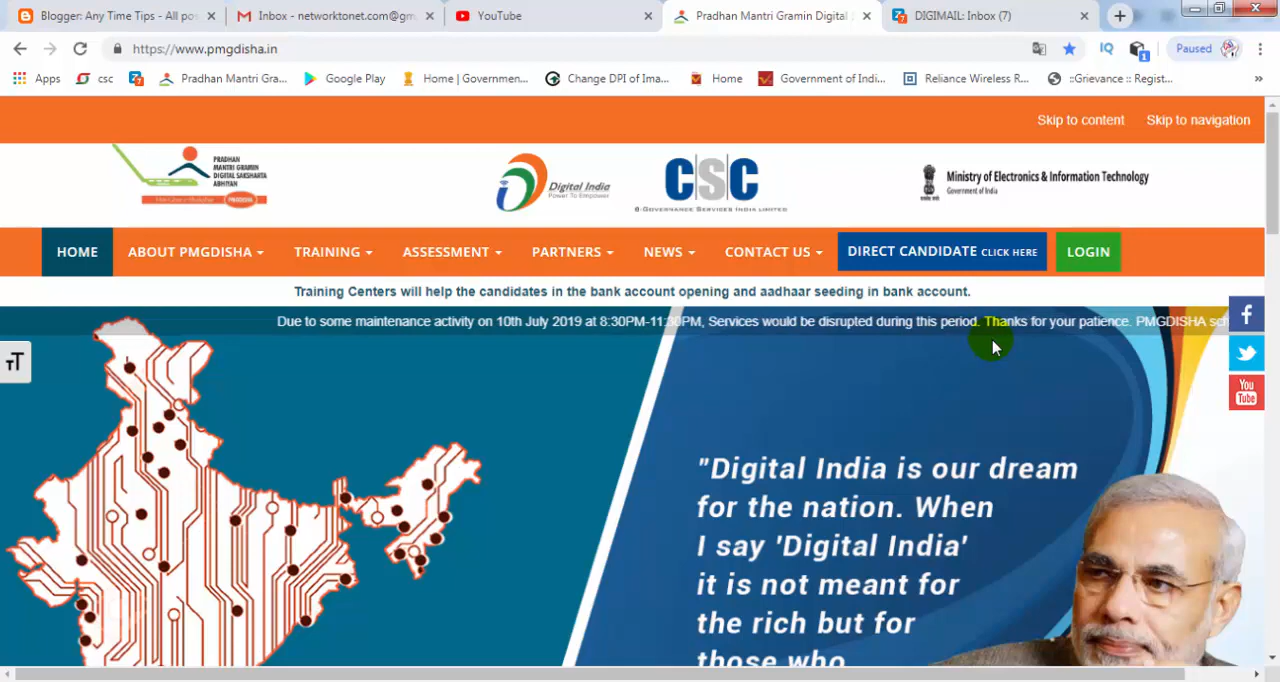 Blogger: Any Time Tips - All po
Inbox - networktonet.com@gm
YouTube
Pradhan Mantri Gramin Digital
DIGIMAIL: Inbox (7)
https://www.pmgdisha.in
IQ
1
Paused
Apps
csc
Pradhan Mantri Gra...
Google Play
Home | Governmen...
Change DPI of Ima...
Home
Government of Indi...
Reliance Wireless R...
::Grievance :: Regist...
»
Skip to content
Skip to navigation
PRADHAN
MANTRI GRAMIN
DIGITAL SAKSHARTA
ABHIYAN
Digital India
Power To Empower
CSC
e-GOVERNANCE SERVICES INDIA LIMITED
Ministry of Electronics & Information Technology
Government of India
HOME
ABOUT PMGDISHA
TRAINING
ASSESSMENT
PARTNERS
NEWS
CONTACT US
DIRECT CANDIDATE CLICK HERE
LOGIN
Training Centers will help the candidates in the bank account opening and aadhaar seeding in bank account.
Due to some maintenance activity on 10th July 2019 at 8:30PM-11:30PM, Services would be disrupted during this period. Thanks for your patience. PMGDISHA sc
TT
You
Tube
"Digital India is our dream
for the nation. When
I say 'Digital India'
it is not meant for
the rich but for
those who